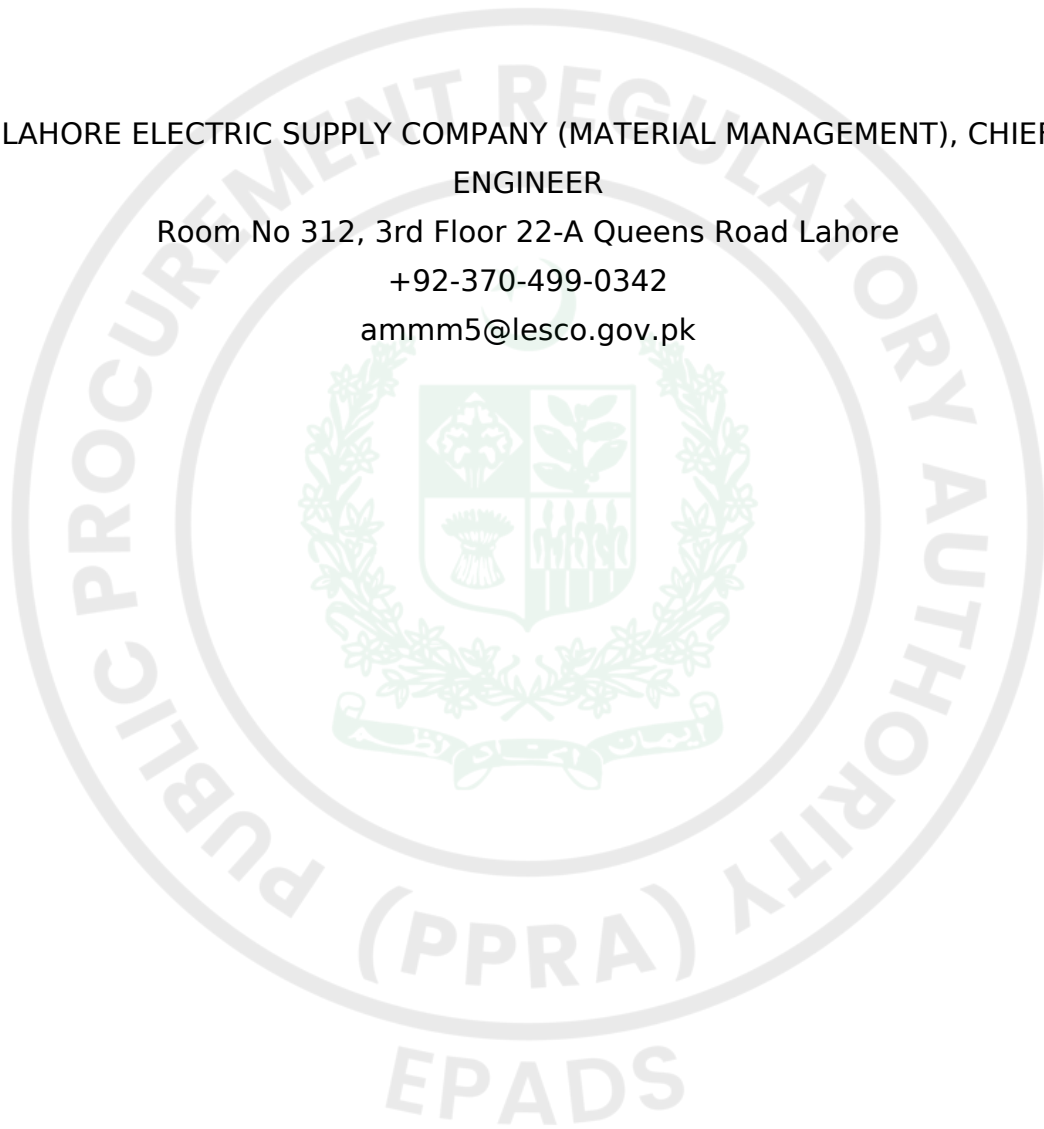 LAHORE ELECTRIC SUPPLY COMPANY (MATERIAL MANAGEMENT), CHIEF
ENGINEER
Room No 312, 3rd Floor 22-A Queens Road Lahore
+92-370-499-0342
ammm5@lesco.gov.pk
PUBLIC PROCUREMENT REGULATORY AUTHORITY
(PPRA)
EPADS